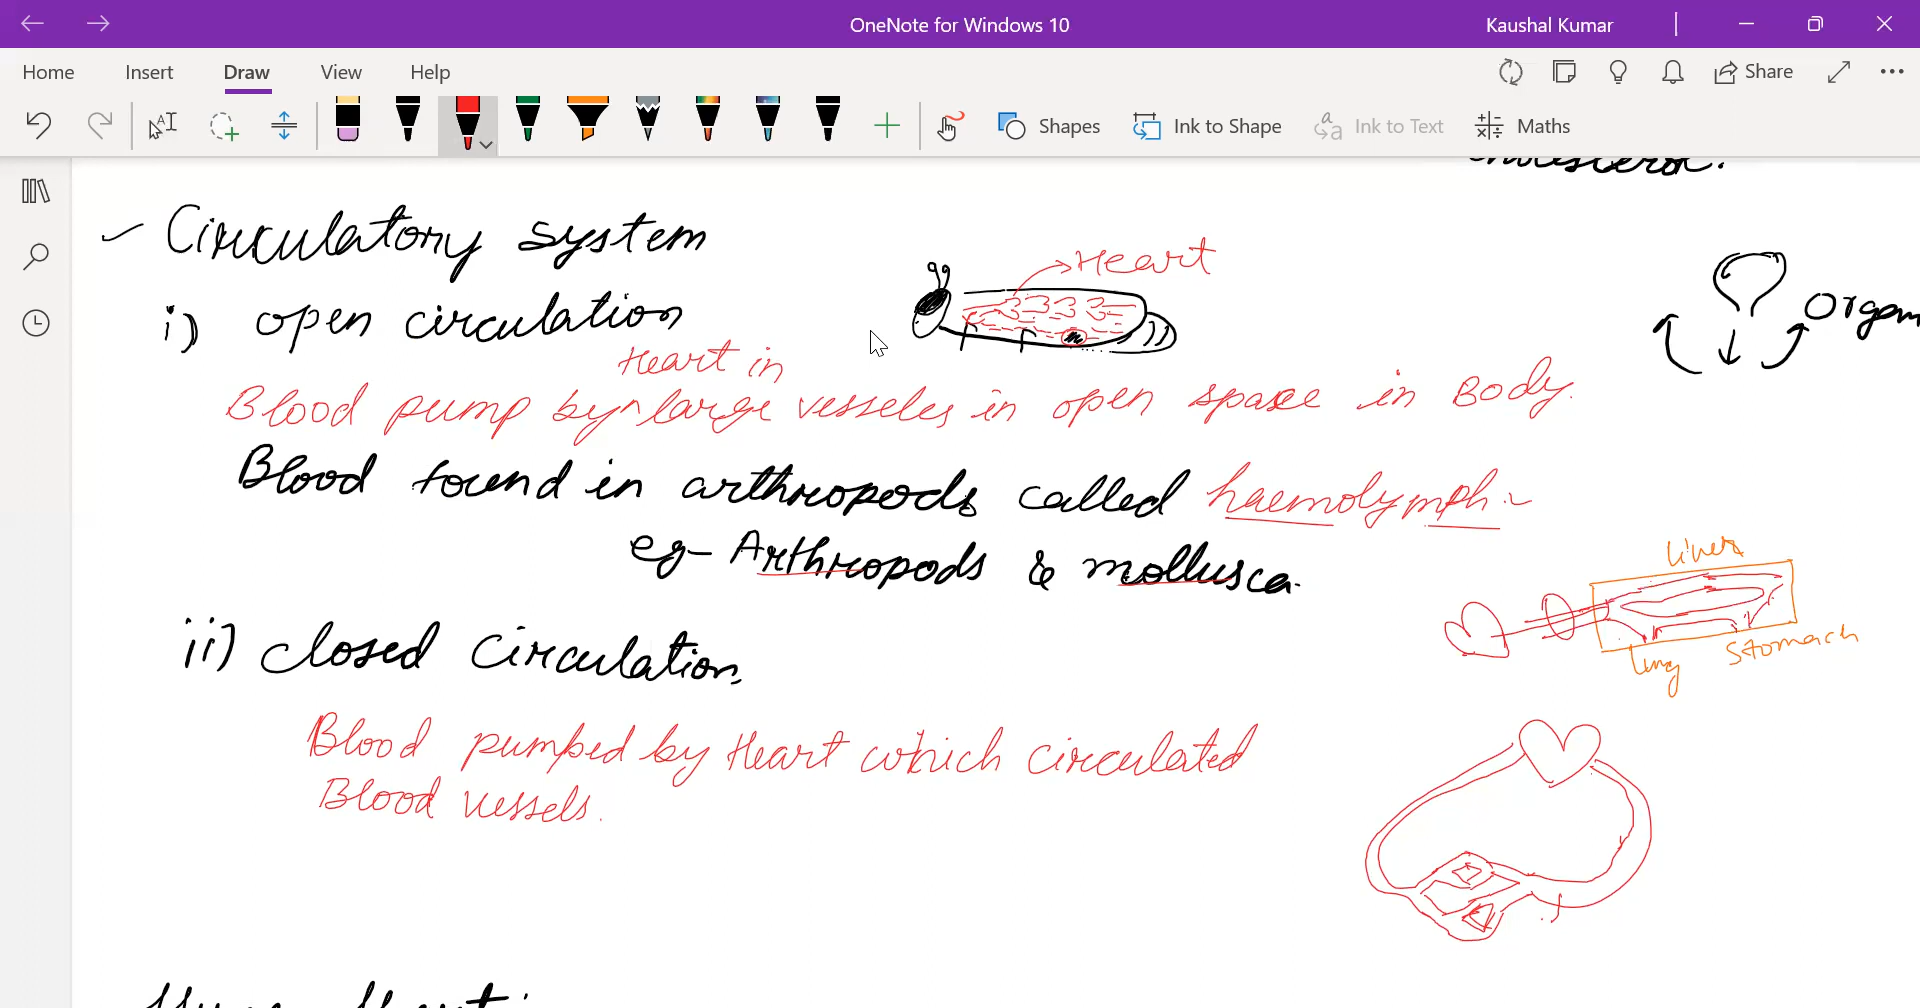 OneNote for Windows 10
Kaushal Kumar
Home Insert Draw View Help
Share
Shapes Ink to Shape Ink to Text Maths
cholesterol.
Circulatory system
Heart
i) open circulation
Organ
Heart in
Blood pump by large vesseles in open space in Body.
Blood found in arthropods called haemolymph
eg- Arthropods & mollusca.
Liver
Lung
Stomach
ii) closed circulation.
Blood pumped by Heart which circulated
Blood vessels.